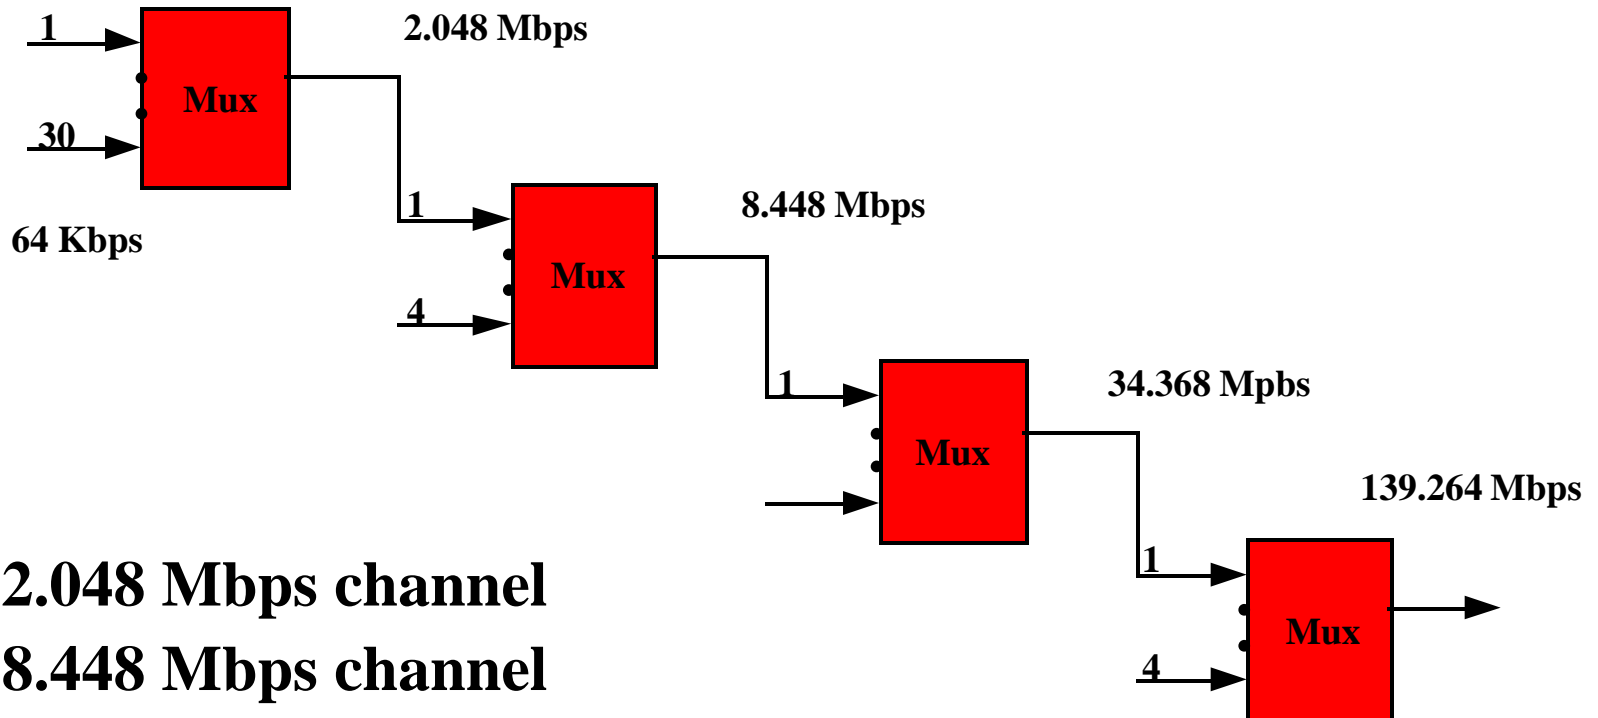 1
2.048 Mbps
Mux
30
64 Kbps
1
8.448 Mbps
Mux
4
1
34.368 Mpbs
Mux
139.264 Mbps
1
Mux
4
2.048 Mbps channel
8.448 Mbps channel